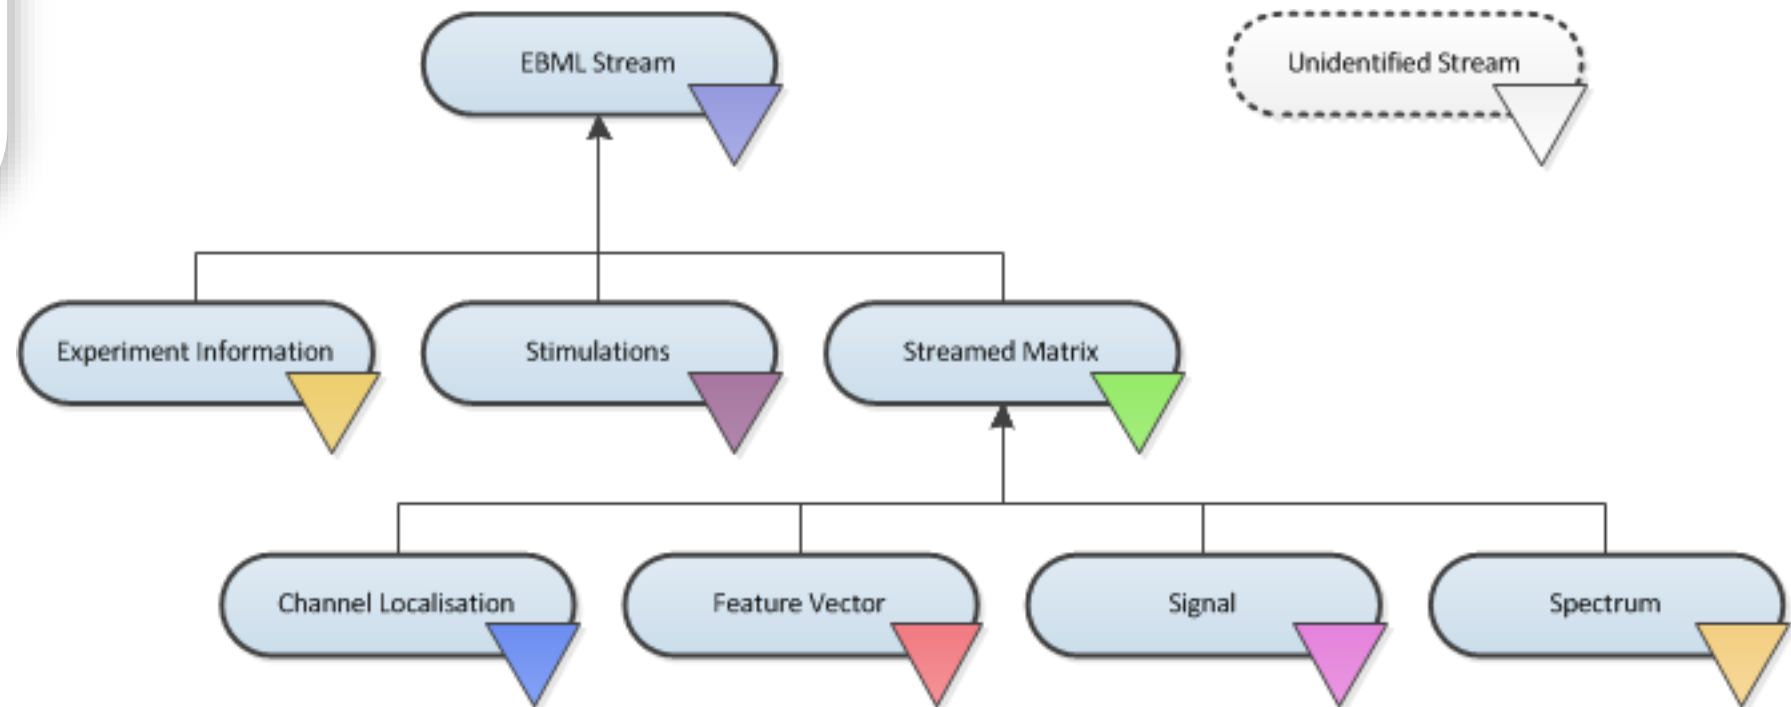 EBML Stream
Unidentified Stream
Experiment Information
Stimulations
Streamed Matrix
Channel Localisation
Feature Vector
Signal
Spectrum